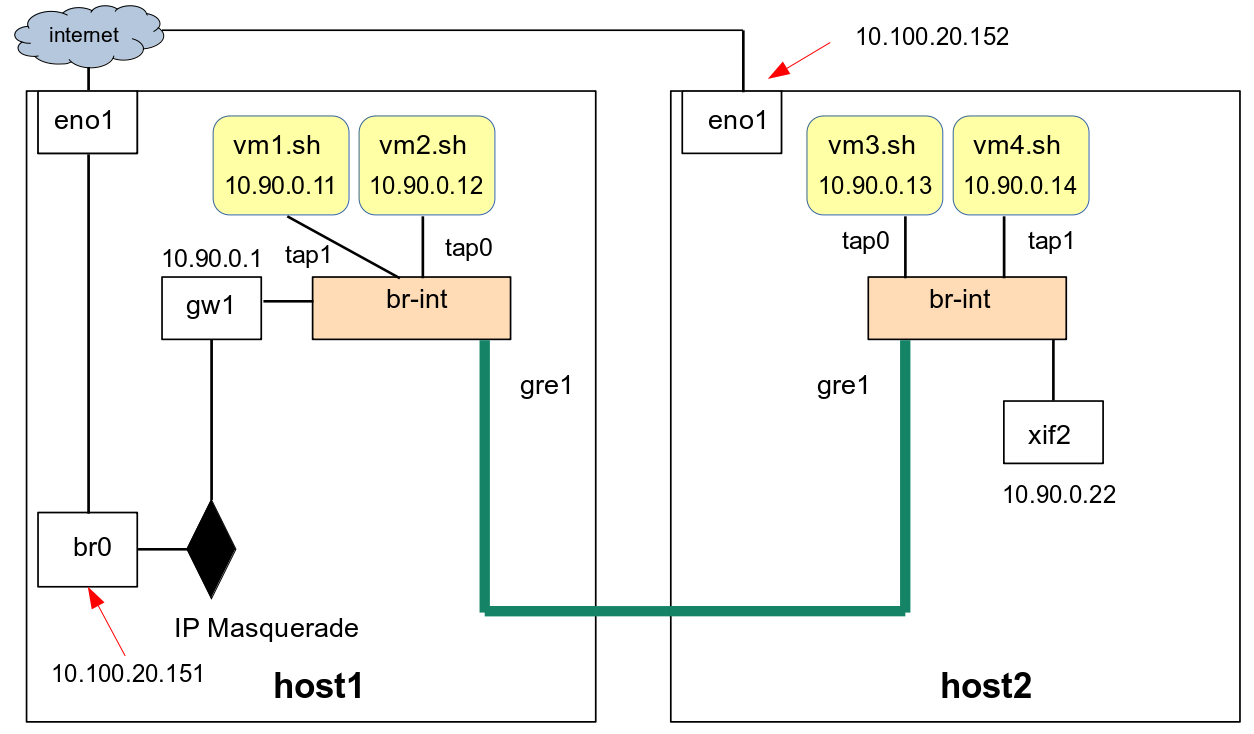 internet
10.100.20.152
eno1
vm1.sh
10.90.0.11
vm2.sh
10.90.0.12
tap1
tap0
10.90.0.1
gw1
br-int
gre1
br0
IP Masquerade
10.100.20.151
host1
eno1
vm3.sh
10.90.0.13
vm4.sh
10.90.0.14
tap0
tap1
br-int
gre1
xif2
10.90.0.22
host2